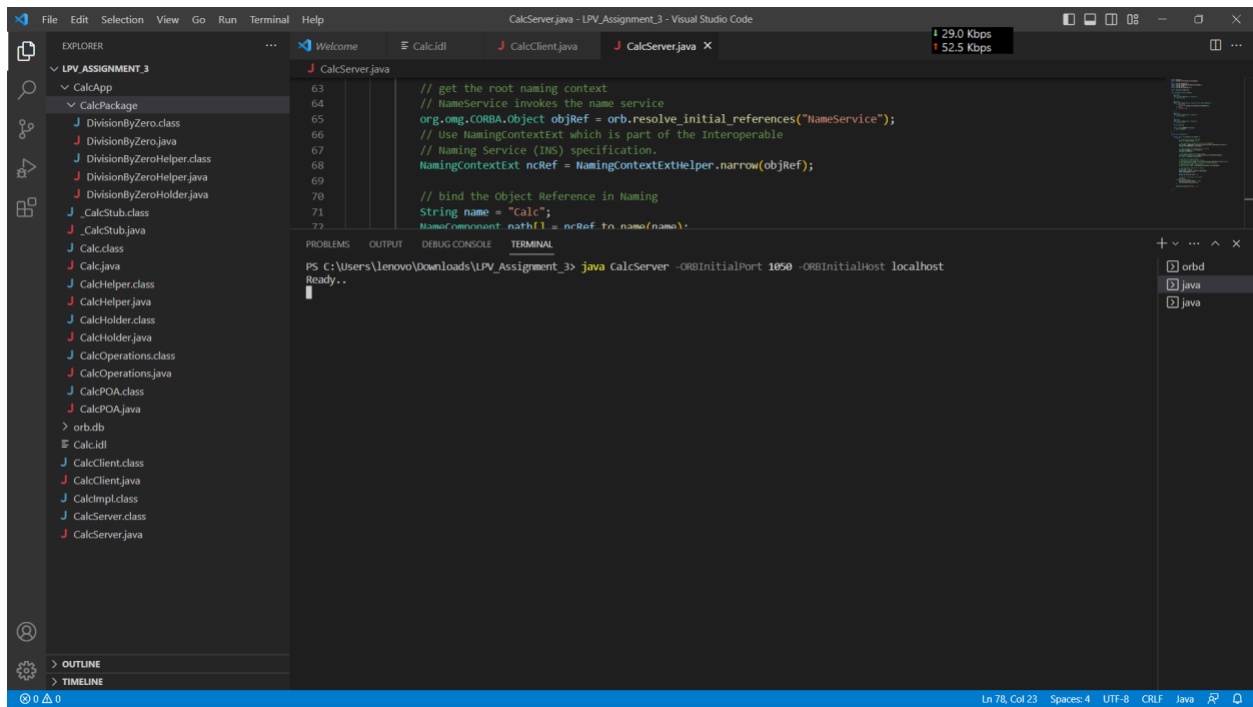 File Edit Selection View Go Run Terminal Help
CalcServer.java - LPV_Assignment_3 - Visual Studio Code
29.0 Kbps
52.5 Kbps
EXPLORER
LPV_ASSIGNMENT_3
CalcApp
CalcPackage
DivisionByZero.class
DivisionByZero.java
DivisionByZeroHelper.class
DivisionByZeroHelper.java
DivisionByZeroHolder.java
_CalcStub.class
_CalcStub.java
Calc.class
Calc.java
CalcHelper.class
CalcHelper.java
CalcHolder.class
CalcHolder.java
CalcOperations.class
CalcOperations.java
CalcPOA.class
CalcPOA.java
orb.db
Calc.idl
CalcClient.class
CalcClient.java
CalcImpl.class
CalcServer.class
CalcServer.java
OUTLINE
TIMELINE
Welcome Calc.idl CalcClient.java CalcServer.java
CalcServer.java
63 // get the root naming context
64 // NameService invokes the name service
65 org.omg.CORBA.Object objRef = orb.resolve_initial_references("NameService");
66 // Use NamingContextExt which is part of the Interoperable
67 // Naming Service (INS) specification.
68 NamingContextExt ncRef = NamingContextExtHelper.narrow(objRef);
69
70 // bind the Object Reference in Naming
71 String name = "Calc";
72 NameComponent path[] = ncRef.to_name(name);
PROBLEMS OUTPUT DEBUG CONSOLE TERMINAL
PS C:\Users\lenovo\Downloads\LPV_Assignment_3> java CalcServer -ORBInitialPort 1050 -ORBInitialHost localhost
Ready..
orbd
java
java
0 0 Ln 78, Col 23 Spaces: 4 UTF-8 CRLF Java